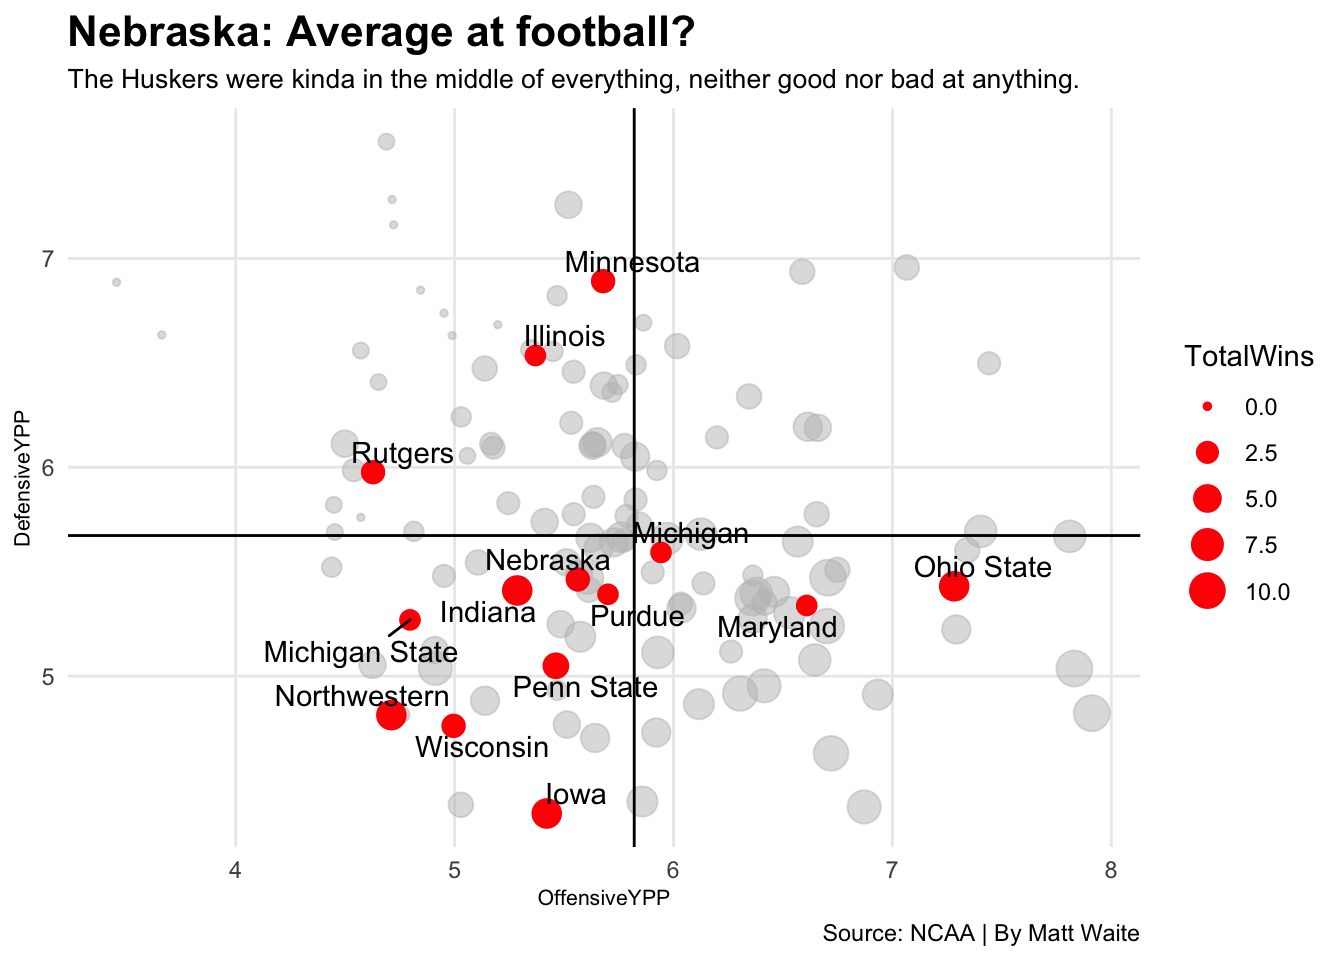 Nebraska: Average at football?
The Huskers were kinda in the middle of everything, neither good nor bad at anything.
DefensiveYPP
7
6
5
Minnesota
Illinois
Rutgers
Michigan
Nebraska
Ohio State
Indiana
Purdue
Maryland
Michigan State
Penn State
Northwestern
Wisconsin
Iowa
4 5 6 7 8
OffensiveYPP
TotalWins
0.0
2.5
5.0
7.5
10.0
Source: NCAA | By Matt Waite